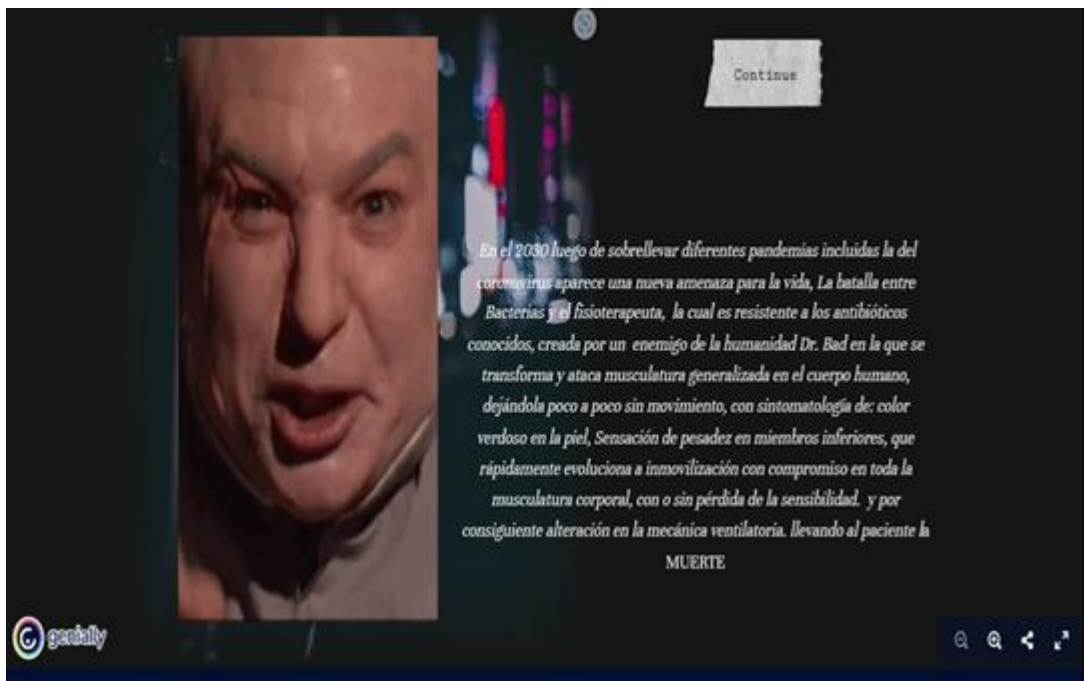 Continue
En el 2030 luego de sobrellevar diferentes pandemias incluidas la del
coronavirus aparece una nueva amenaza para la vida, La batalla entre
Bacterias y el fisioterapeuta, la cual es resistente a los antibióticos
conocidos, creada por un enemigo de la humanidad Dr. Bad en la que se
transforma y ataca musculatura generalizada en el cuerpo humano,
dejándola poco a poco sin movimiento, con sintomatología de: color
verdoso en la piel, Sensación de pesadez en miembros inferiores, que
rápidamente evoluciona a inmovilización con compromiso en toda la
musculatura corporal, con o sin pérdida de la sensibilidad. y por
consiguiente alteración en la mecánica ventilatoria. llevando al paciente la
MUERTE
genially